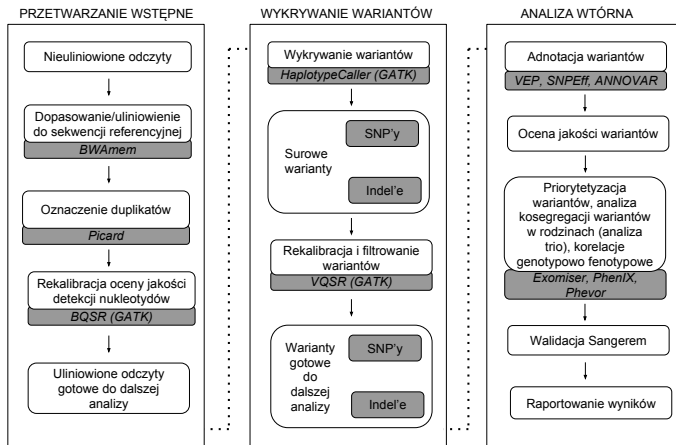 PRZETWARZANIE WSTĘPNE
Nieuliniowione odczyty
Dopasowanie/uliniowienie
do sekwencji referencyjnej
BWAmem
Oznaczenie duplikatów
Picard
Rekalibracja oceny jakości
detekcji nukleotydów
BQSR (GATK)
Uliniowione odczyty
gotowe do dalszej
analizy
WYKRYWANIE WARIANTÓW
Wykrywanie wariantów
HaplotypeCaller (GATK)
SNP'y
Surowe
warianty
Indel'e
Rekalibracja i filtrowanie
wariantów
VQSR (GATK)
SNP'y
Warianty
gotowe do
dalszej
analizy
Indel'e
ANALIZA WTÓRNA
Adnotacja wariantów
VEP, SNPEff, ANNOVAR
Ocena jakości wariantów
Priorytetyzacja
wariantów, analiza
kosegregacji wariantów
w rodzinach (analiza
trio), korelacje
genotypowo fenotypowe
Exomiser, PhenIX,
Phevor
Walidacja Sangerem
Raportowanie wyników